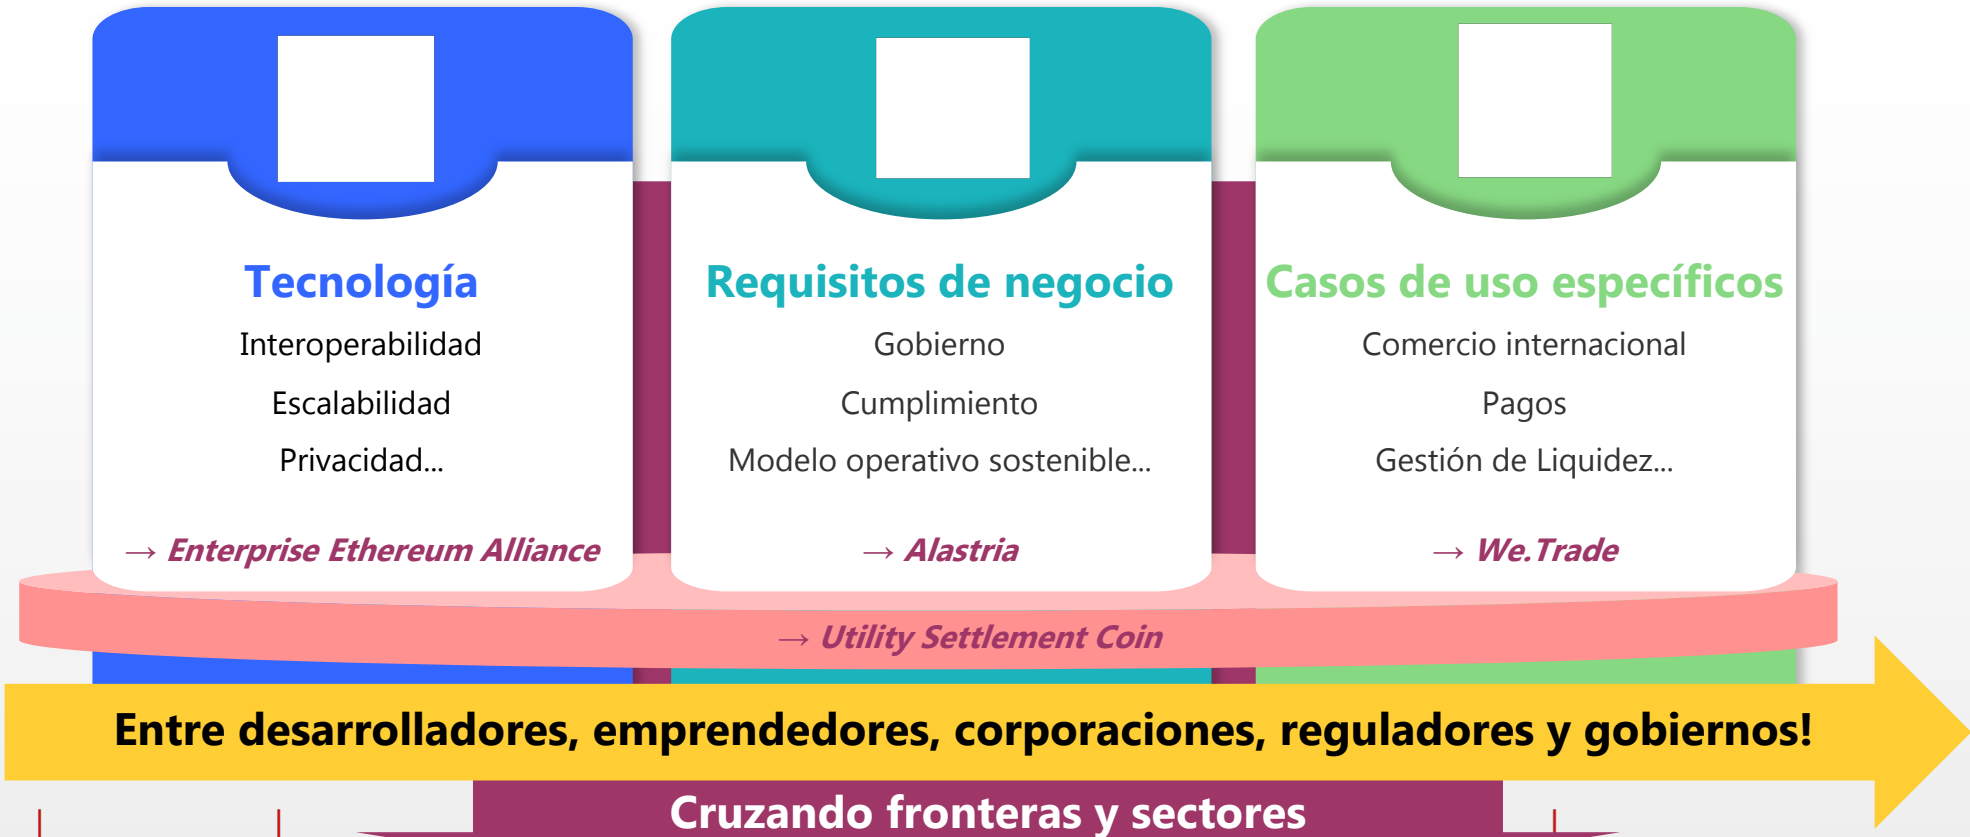 Tecnología
Interoperabilidad
Escalabilidad
Privacidad...
→ Enterprise Ethereum Alliance
Requisitos de negocio
Gobierno
Cumplimiento
Modelo operativo sostenible...
→ Alastria
Casos de uso específicos
Comercio internacional
Pagos
Gestión de Liquidez...
→ We.Trade
→ Utility Settlement Coin
Entre desarrolladores, emprendedores, corporaciones, reguladores y gobiernos!
Cruzando fronteras y sectores